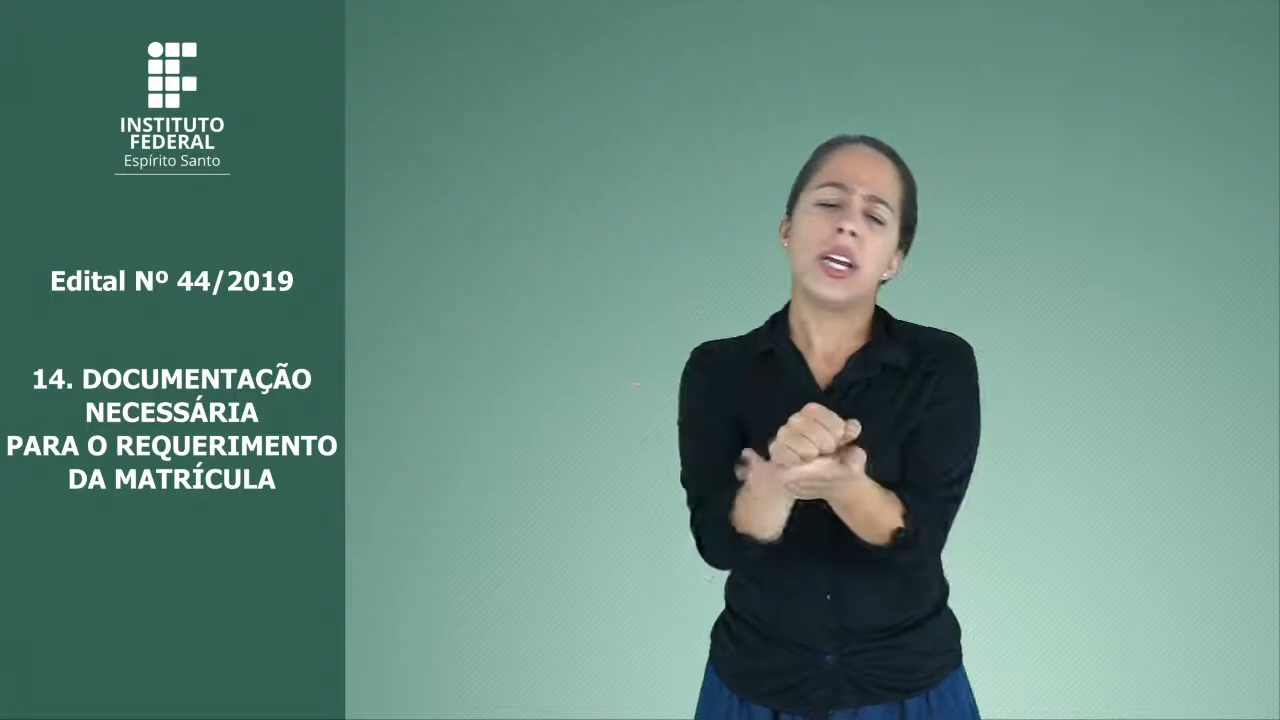 INSTITUTO
FEDERAL
Espírito Santo
Edital Nº 44/2019
14. DOCUMENTAÇÃO
NECESSÁRIA
PARA O REQUERIMENTO
DA MATRÍCULA